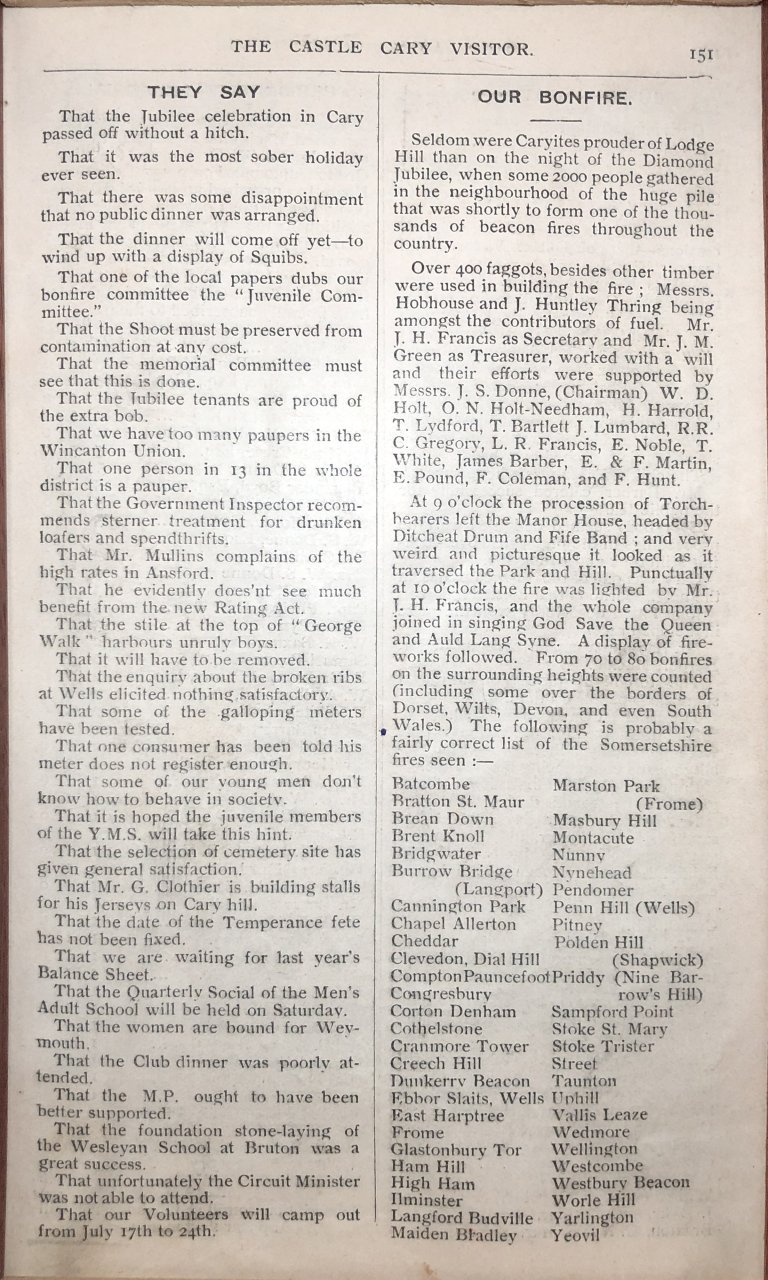 THE CASTLE CARY VISITOR.
151
THEY SAY
That the Jubilee celebration in Cary
passed off without a hitch.
That it was the most sober holiday
ever seen.
That there was some disappointment
that no public dinner was arranged.
That the dinner will come off yet—to
wind up with a display of Squibs.
That one of the local papers dubs our
bonfire committee the "Juvenile Com-
mittee."
That the Shoot must be preserved from
contamination at any cost.
That the memorial committee must
see that this is done.
That the Jubilee tenants are proud of
the extra bob.
That we have too many paupers in the
Wincanton Union.
That one person in 13 in the whole
district is a pauper.
That the Government Inspector recom-
mends sterner treatment for drunken
loafers and spendthrifts.
That Mr. Mullins complains of the
high rates in Ansford.
That he evidently does'nt see much
benefit from the new Rating Act.
That the stile at the top of "George
Walk" harbours unruly boys.
That it will have to be removed.
That the enquiry about the broken ribs
at Wells elicited nothing satisfactory.
That some of the galloping meters
have been tested.
That one consumer has been told his
meter does not register enough.
That some of our young men don't
know how to behave in society.
That it is hoped the juvenile members
of the Y.M.S. will take this hint.
That the selection of cemetery site has
given general satisfaction.
That Mr. G. Clothier is building stalls
for his Jerseys on Cary hill.
That the date of the Temperance fete
has not been fixed.
That we are waiting for last year's
Balance Sheet.
That the Quarterly Social of the Men's
Adult School will be held on Saturday.
That the women are bound for Wey-
mouth.
That the Club dinner was poorly at-
tended.
That the M.P. ought to have been
better supported.
That the foundation stone-laying of
the Wesleyan School at Bruton was a
great success.
That unfortunately the Circuit Minister
was not able to attend.
That our Volunteers will camp out
from July 17th to 24th.
OUR BONFIRE.
Seldom were Caryites prouder of Lodge
Hill than on the night of the Diamond
Jubilee, when some 2000 people gathered
in the neighbourhood of the huge pile
that was shortly to form one of the thou-
sands of beacon fires throughout the
country.
Over 400 faggots, besides other timber
were used in building the fire ; Messrs.
Hobhouse and J. Huntley Thring being
amongst the contributors of fuel. Mr.
J. H. Francis as Secretary and Mr. J. M.
Green as Treasurer, worked with a will
and their efforts were supported by
Messrs. J. S. Donne, (Chairman) W. D.
Holt, O. N. Holt-Needham, H. Harrold,
T. Lydford, T. Bartlett J. Lumbard, R.R.
C. Gregory, L. R. Francis, E. Noble, T.
White, James Barber, E. & F. Martin,
E. Pound, F. Coleman, and F. Hunt.
At 9 o'clock the procession of Torch-
bearers left the Manor House, headed by
Ditcheat Drum and Fife Band ; and very
weird and picturesque it looked as it
traversed the Park and Hill. Punctually
at 10 o'clock the fire was lighted by Mr.
J. H. Francis, and the whole company
joined in singing God Save the Queen
and Auld Lang Syne. A display of fire-
works followed. From 70 to 80 bonfires
on the surrounding heights were counted
(including some over the borders of
Dorset, Wilts, Devon, and even South
Wales.) The following is probably a
fairly correct list of the Somersetshire
fires seen :—
Batcombe
Bratton St. Maur
Brean Down
Brent Knoll
Bridgwater
Burrow Bridge
(Langport)
Cannington Park
Chapel Allerton
Cheddar
Clevedon, Dial Hill
Compton Pauncefoot
Congresbury
Corton Denham
Cothelstone
Cranmore Tower
Creech Hill
Dunkerry Beacon
Ebbor Slaits, Wells
East Harptree
Frome
Glastonbury Tor
Ham Hill
High Ham
Ilminster
Langford Budville
Maiden Bradley
Marston Park
(Frome)
Masbury Hill
Montacute
Nunny
Nynehead
Pendomer
Penn Hill (Wells)
Pitney
Polden Hill
(Shapwick)
Priddy (Nine Bar-
row's Hill)
Sampford Point
Stoke St. Mary
Stoke Trister
Street
Taunton
Uphill
Vallis Leaze
Wedmore
Wellington
Westcombe
Westbury Beacon
Worle Hill
Yarlington
Yeovil